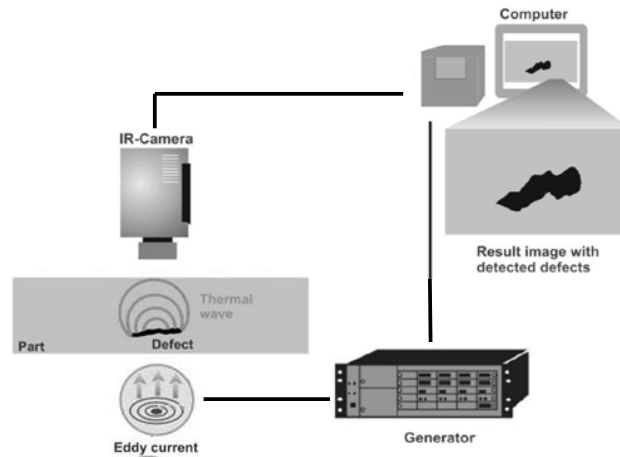 Computer
IR-Camera
Result image with
detected defects
Thermal
wave
Part
Defect
Eddy current
Generator